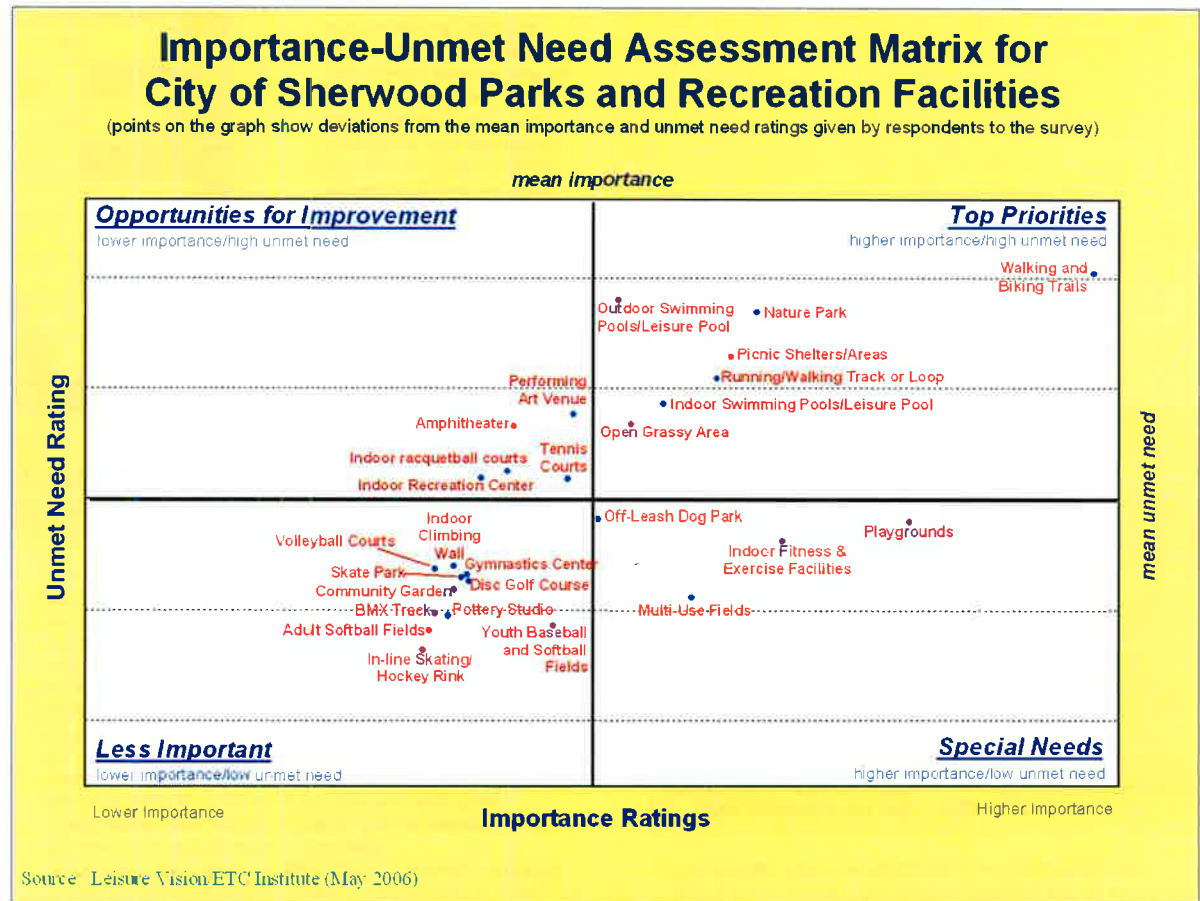 Importance-Unmet Need Assessment Matrix for
City of Sherwood Parks and Recreation Facilities
(points on the graph show deviations from the mean importance and unmet need ratings given by respondents to the survey)
mean importance
Opportunities for Improvement
lower importance/high unmet need
Top Priorities
higher importance/high unmet need
Walking and
Biking Trails
Outdoor Swimming
Pools/Leisure Pool
Nature Park
Picnic Shelters/Areas
Running/Walking Track or Loop
Performing
Art Venue
Indoor Swimming Pools/Leisure Pool
Amphitheater
Open Grassy Area
Tennis
Courts
Indoor racquetball courts
Indoor Recreation Center
Unmet Need Rating
mean unmet need
Off-Leash Dog Park
Playgrounds
Indoor Fitness &
Exercise Facilities
Multi-Use Fields
Indoor
Climbing
Wall
Volleyball Courts
Gymnastics Center
Skate Park
Disc Golf Course
Community Garden
BMX Track
Pottery Studio
Adult Softball Fields
Youth Baseball
and Softball
Fields
In-line Skating/
Hockey Rink
Less Important
lower importance/low unmet need
Special Needs
higher importance/low unmet need
Lower Importance
Importance Ratings
Higher Importance
Source: Leisure Vision/ETC Institute (May 2006)